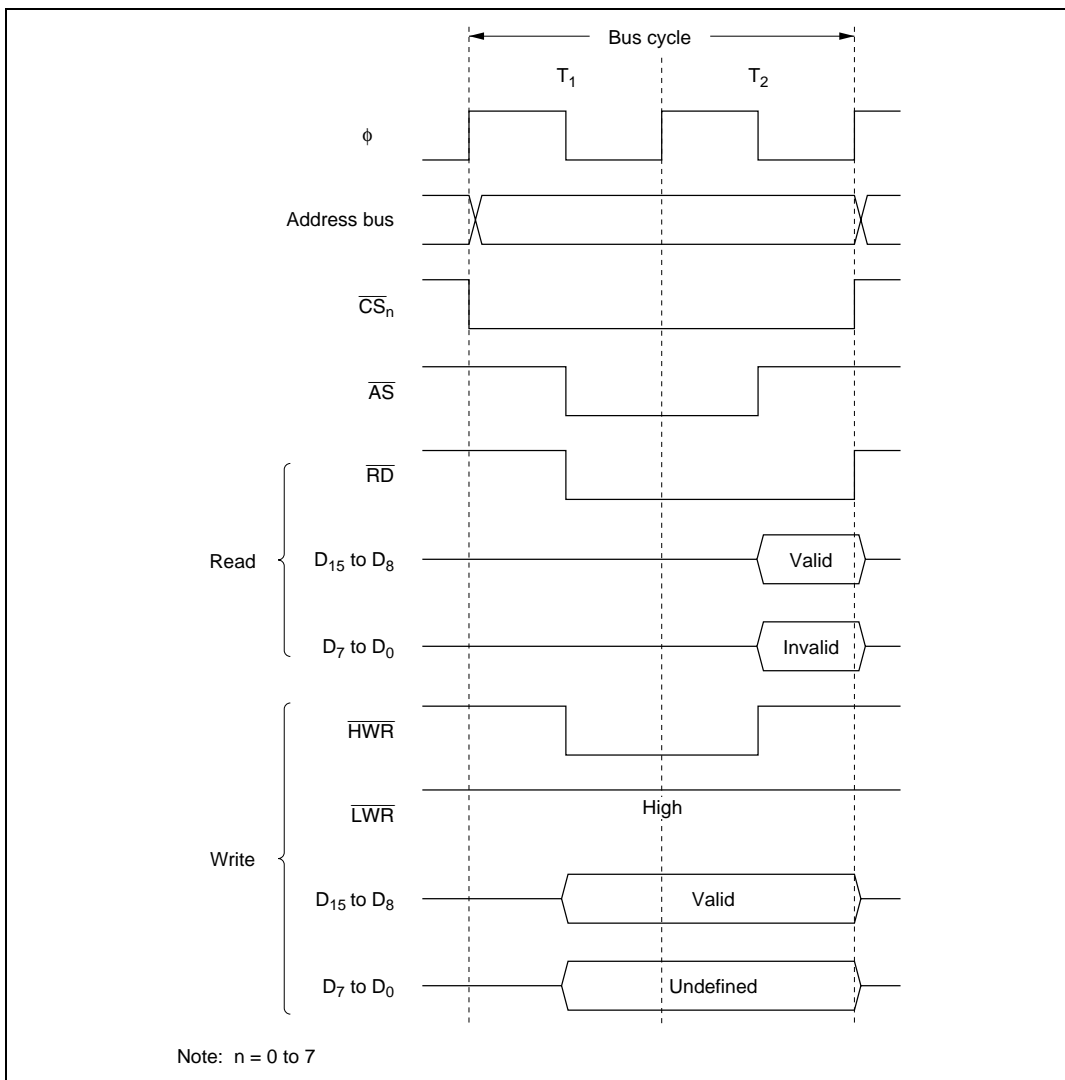 Bus cycle
T1 T2
ϕ
Address bus
CSn
AS
RD
Read
D15 to D8 Valid
D7 to D0 Invalid
HWR
LWR High
Write
D15 to D8 Valid
D7 to D0 Undefined
Note: n = 0 to 7